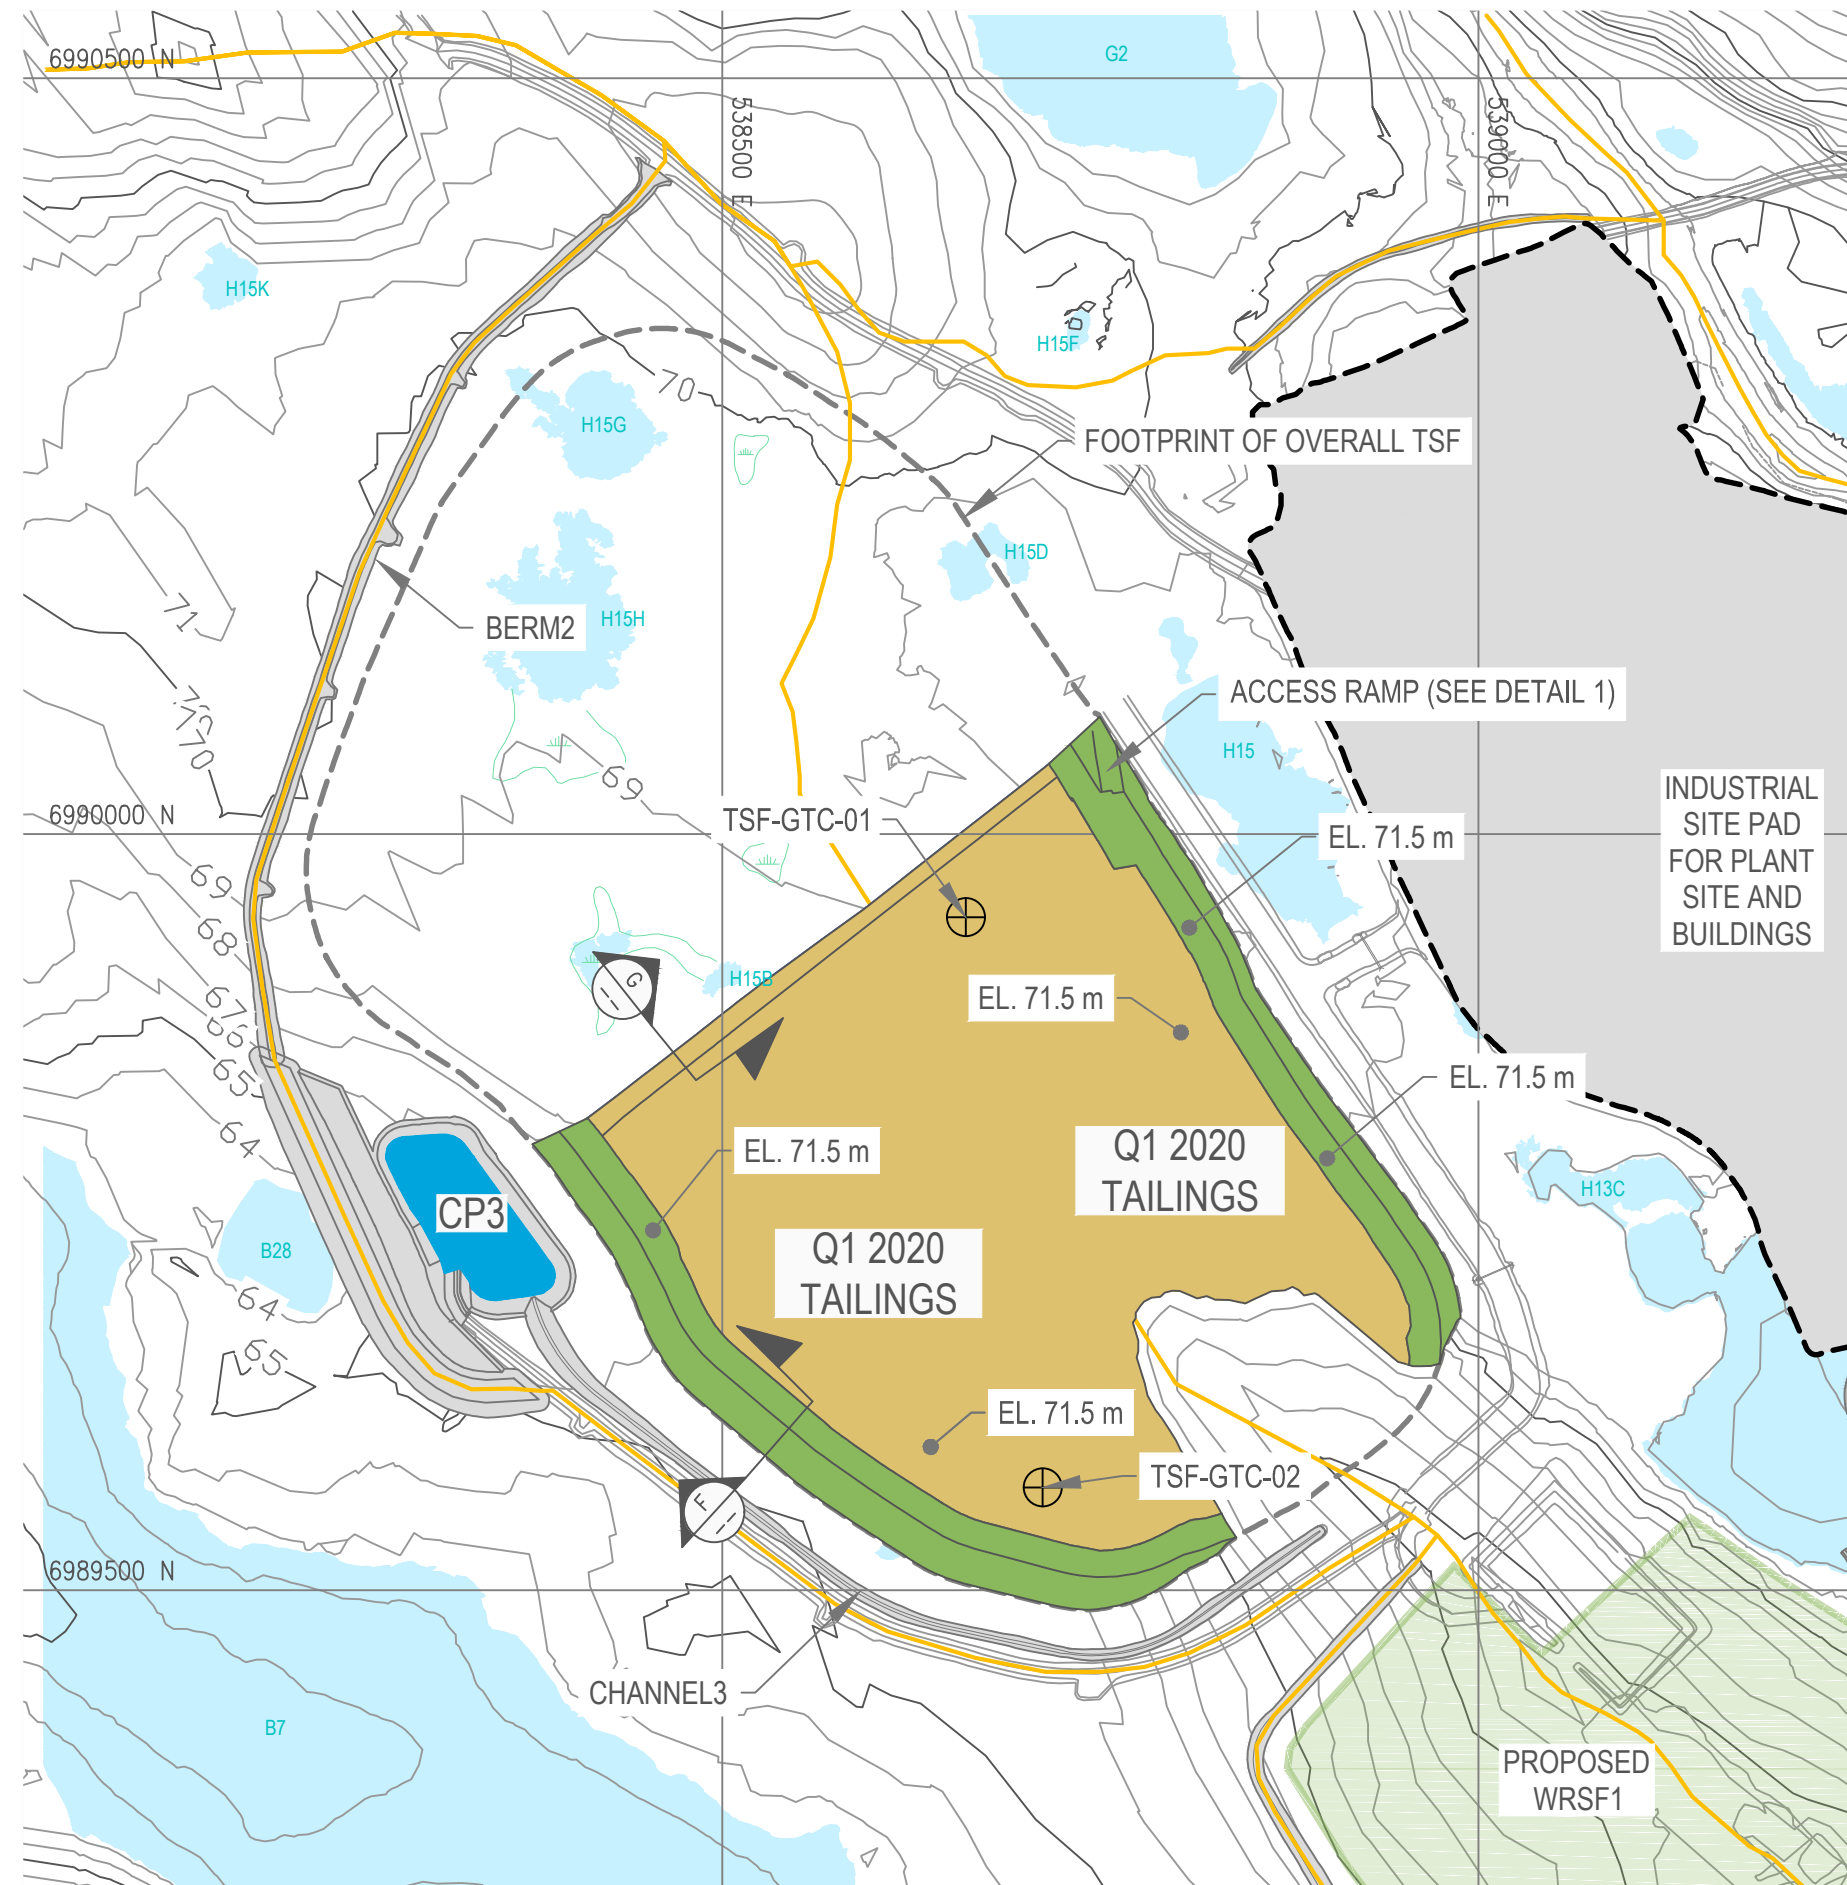 6990500 N
G2
538500 E
539000 E
H15K
H15F
70
H15G
FOOTPRINT OF OVERALL TSF
H15D
71
H15H
BERM2
ACCESS RAMP (SEE DETAIL 1)
70
H15
69
INDUSTRIAL
SITE PAD
FOR PLANT
SITE AND
BUILDINGS
6990000 N
TSF-GTC-01
EL. 71.5 m
69
68
H15B
G
EL. 71.5 m
67
66
65
EL. 71.5 m
64
EL. 71.5 m
Q1 2020
TAILINGS
H13C
CP3
B28
Q1 2020
TAILINGS
64
65
EL. 71.5 m
TSF-GTC-02
F
6989500 N
CHANNEL3
B7
PROPOSED
WRSF1